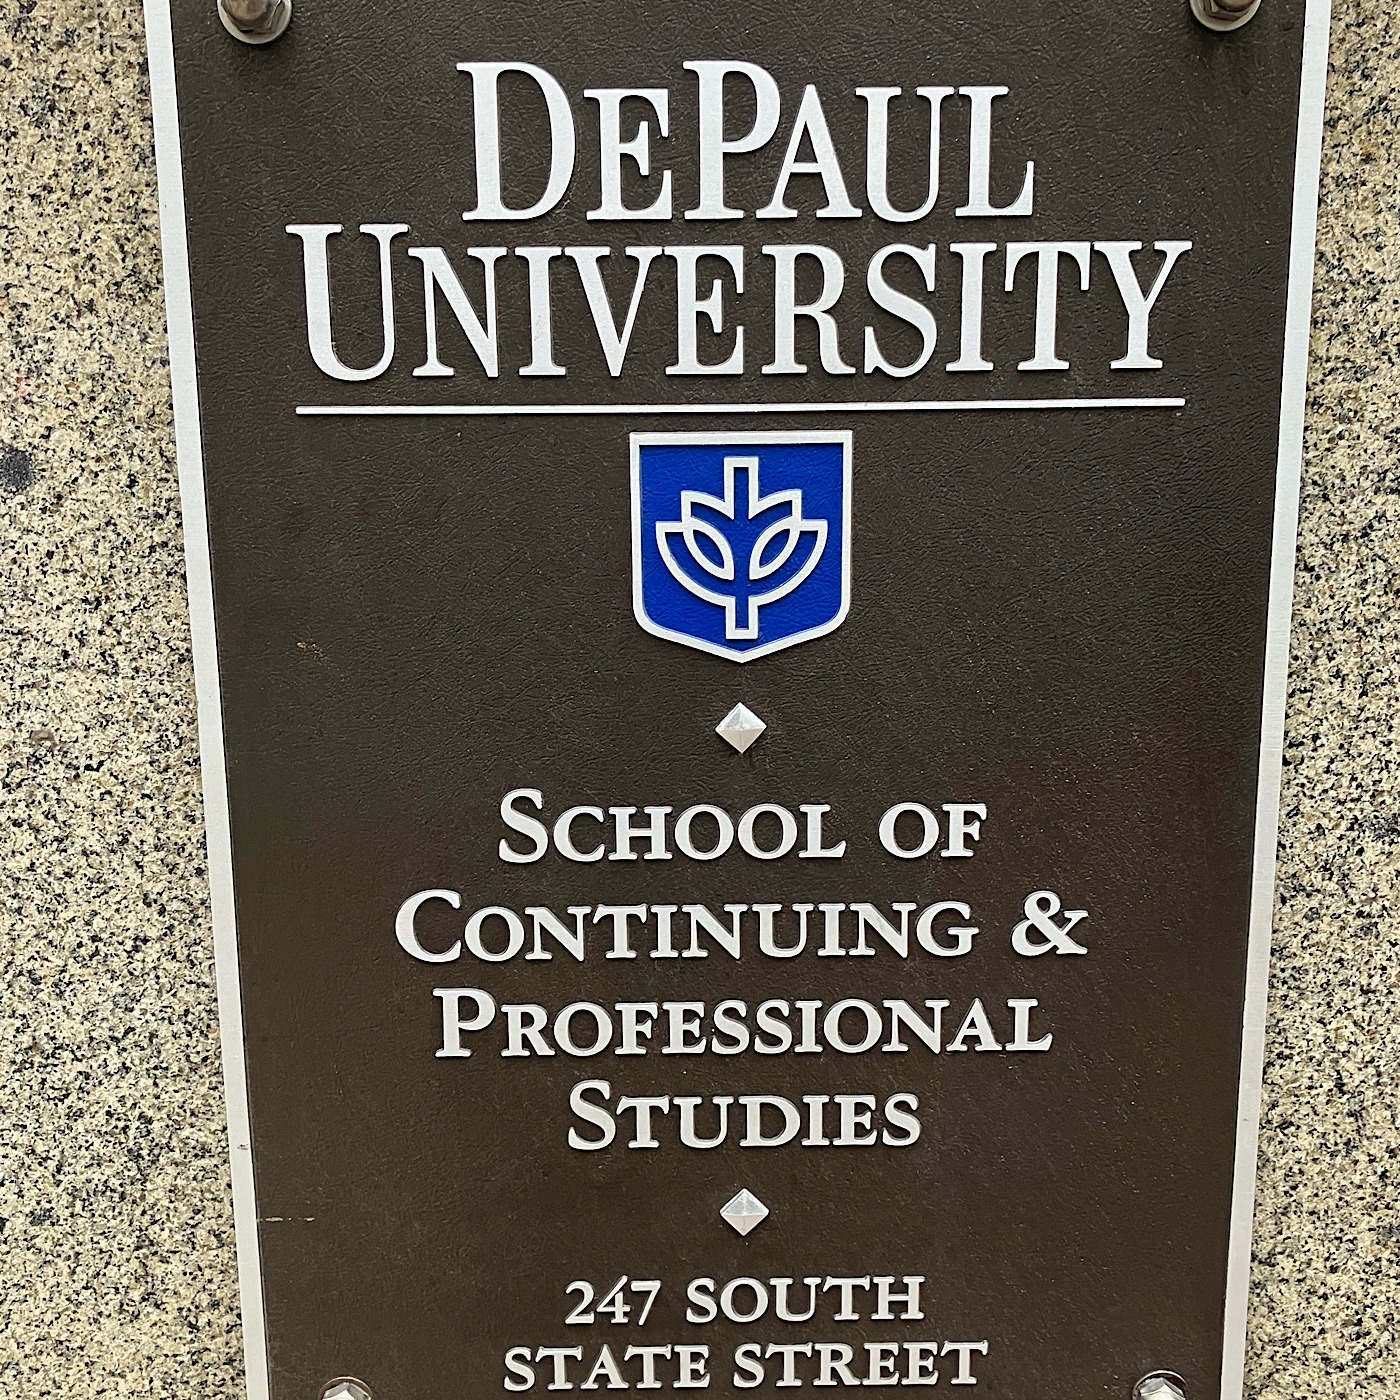 DEPAUL
UNIVERSITY
SCHOOL OF
CONTINUING &
PROFESSIONAL
STUDIES
247 SOUTH
STATE STREET